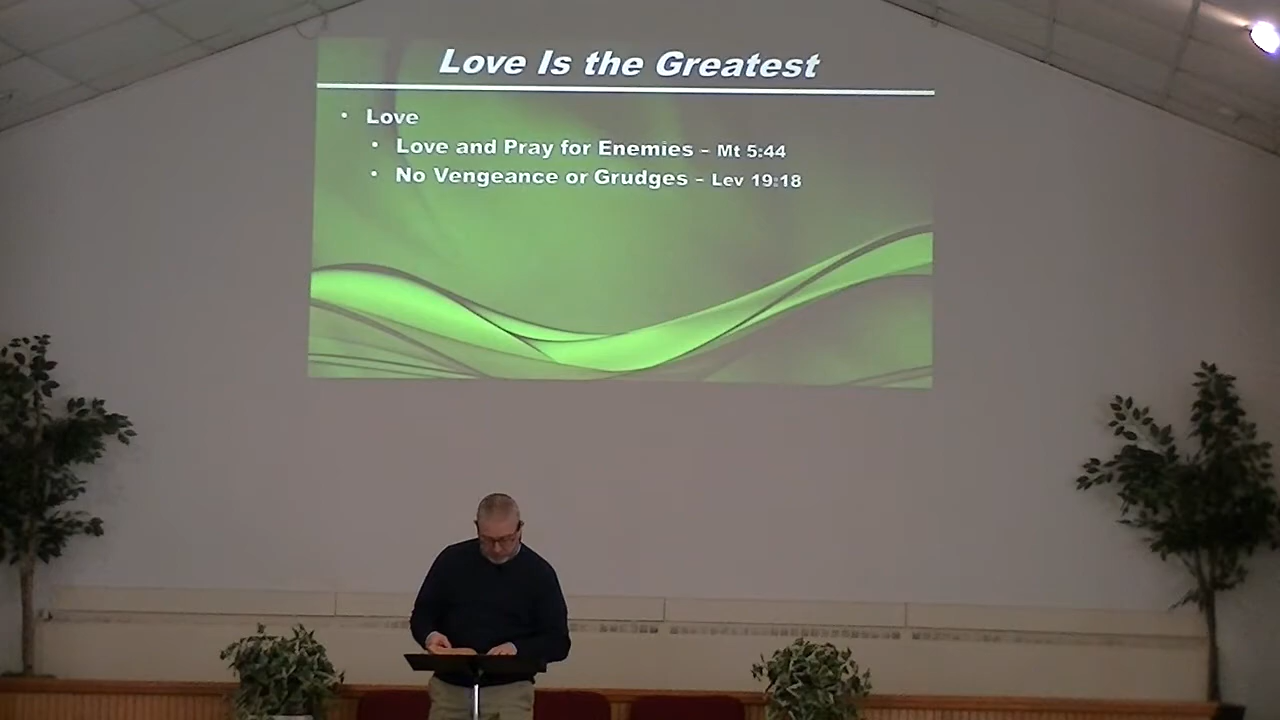 Love Is the Greatest
• Love
• Love and Pray for Enemies – Mt 5:44
• No Vengeance or Grudges – Lev 19:18